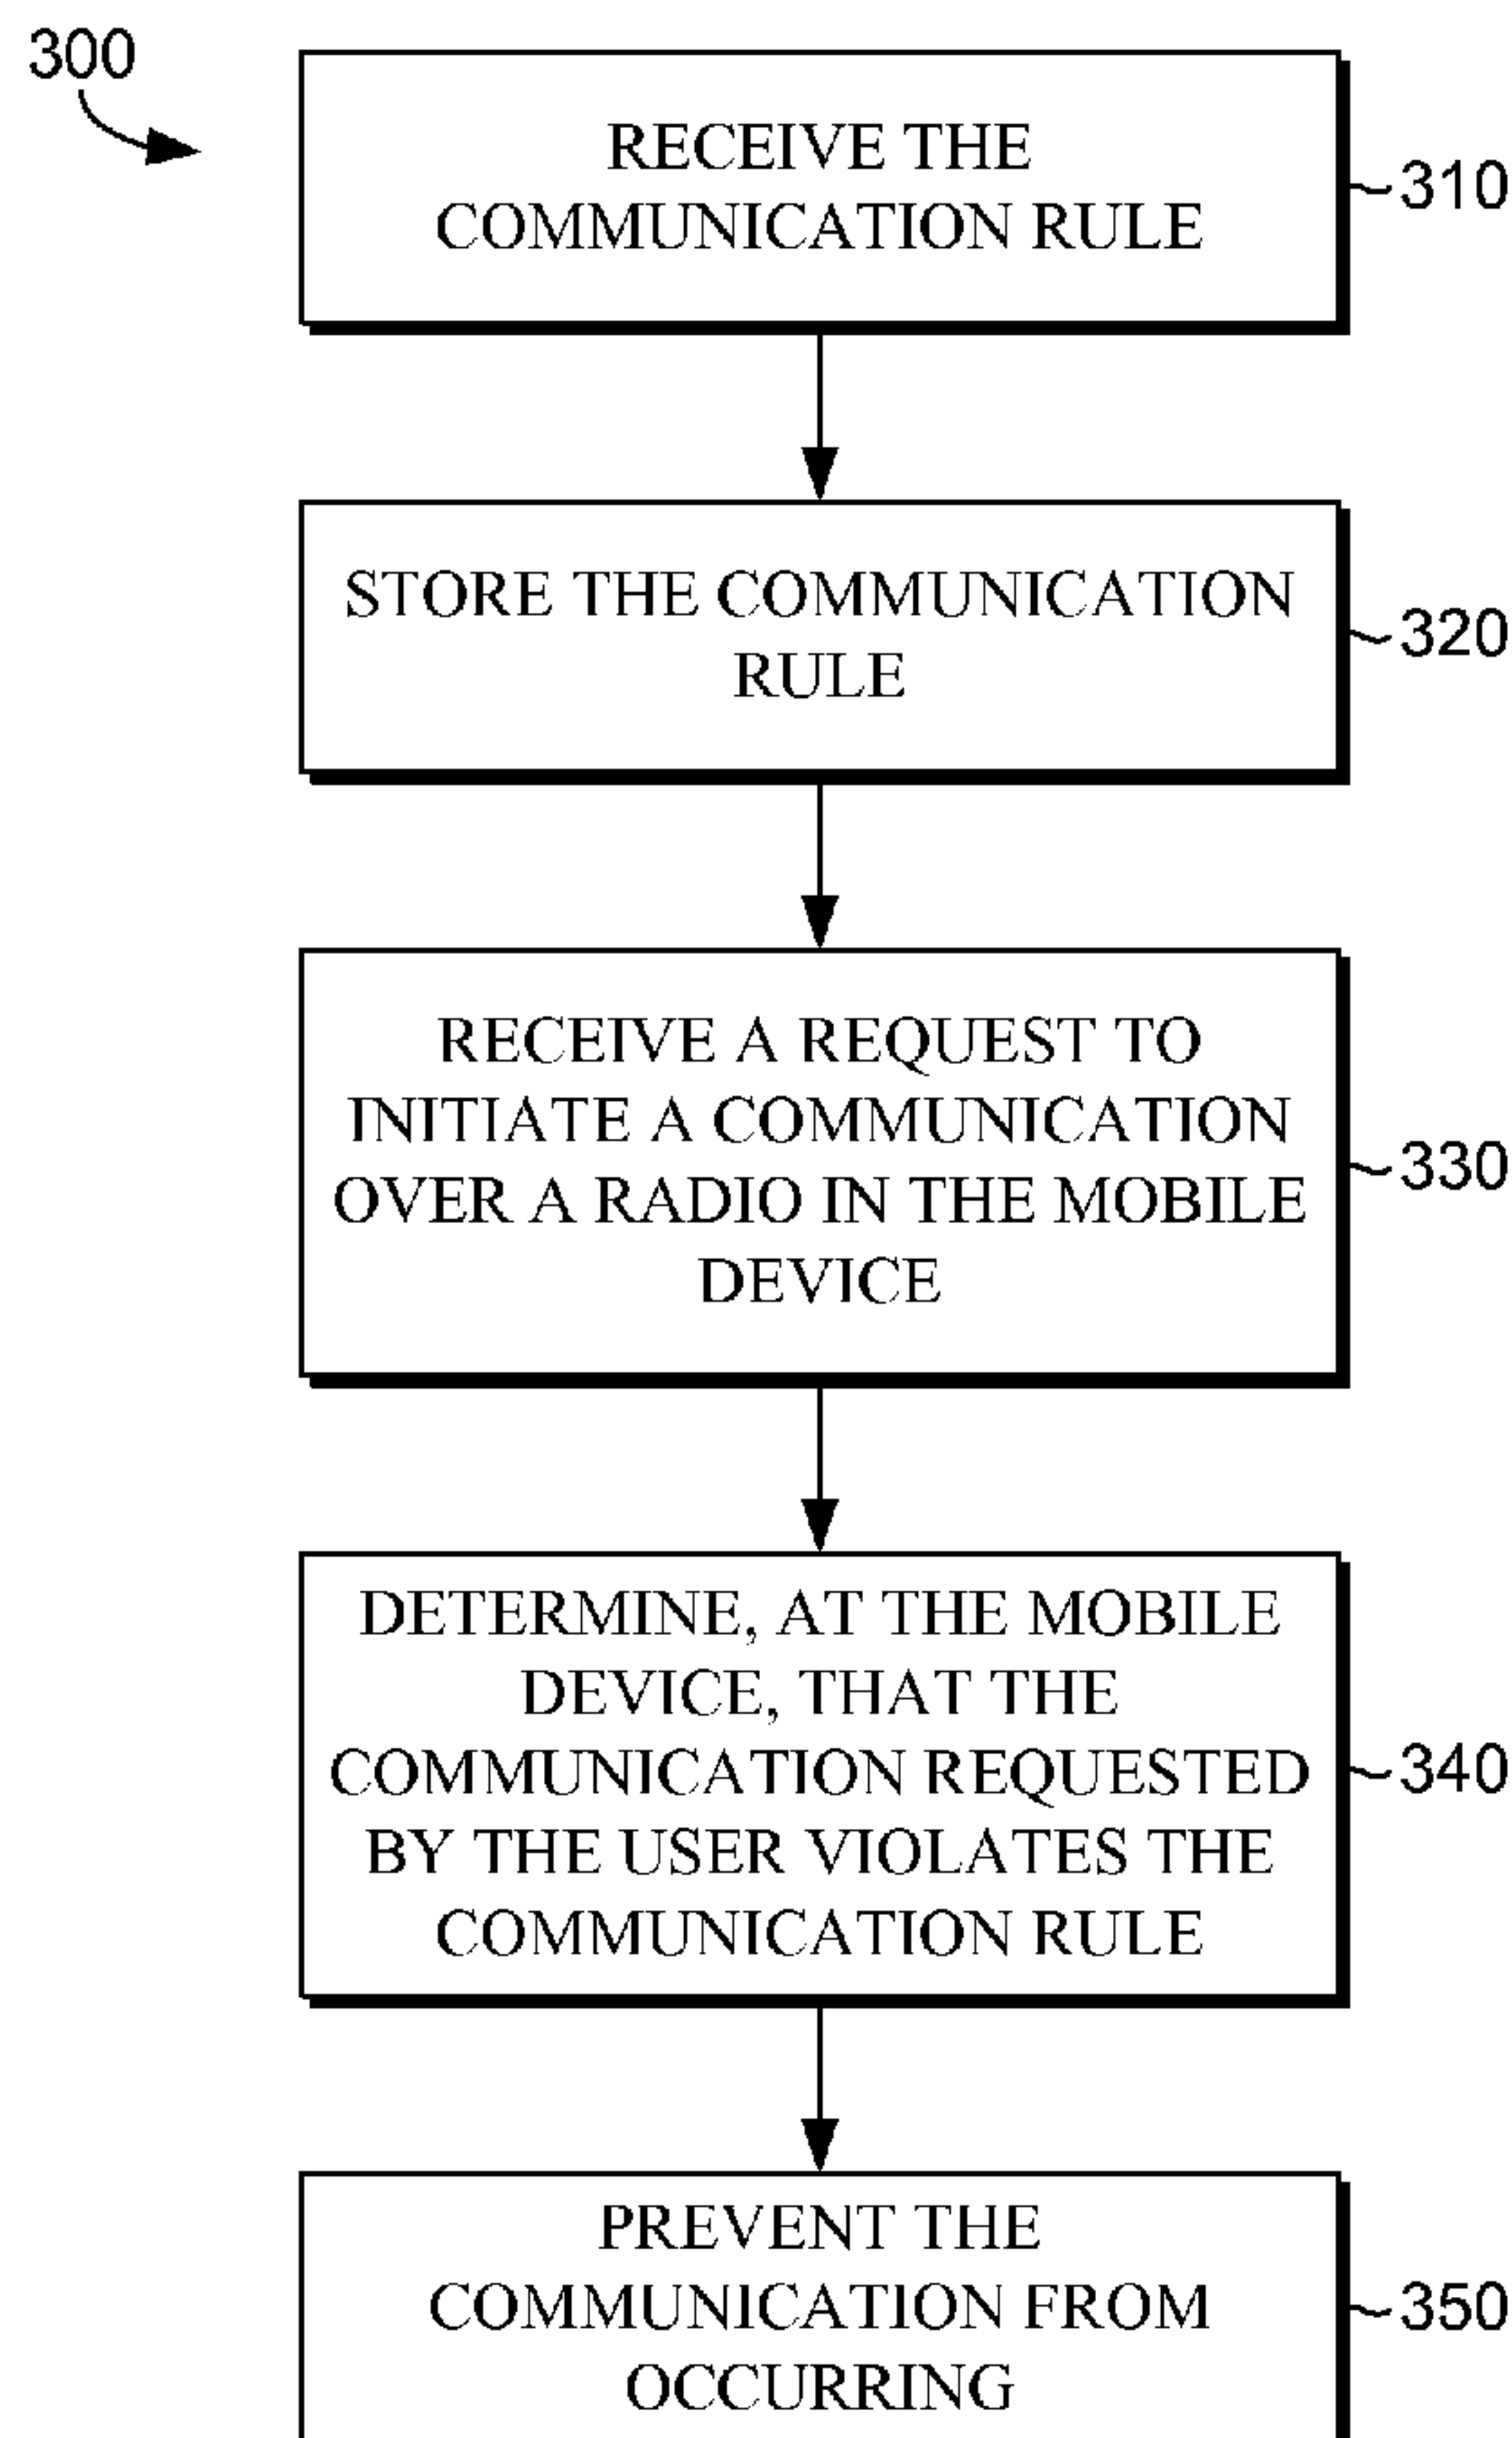 300
RECEIVE THE
COMMUNICATION RULE
310
STORE THE COMMUNICATION
RULE
320
RECEIVE A REQUEST TO
INITIATE A COMMUNICATION
OVER A RADIO IN THE MOBILE
DEVICE
330
DETERMINE, AT THE MOBILE
DEVICE, THAT THE
COMMUNICATION REQUESTED
BY THE USER VIOLATES THE
COMMUNICATION RULE
340
PREVENT THE
COMMUNICATION FROM
OCCURRING
350